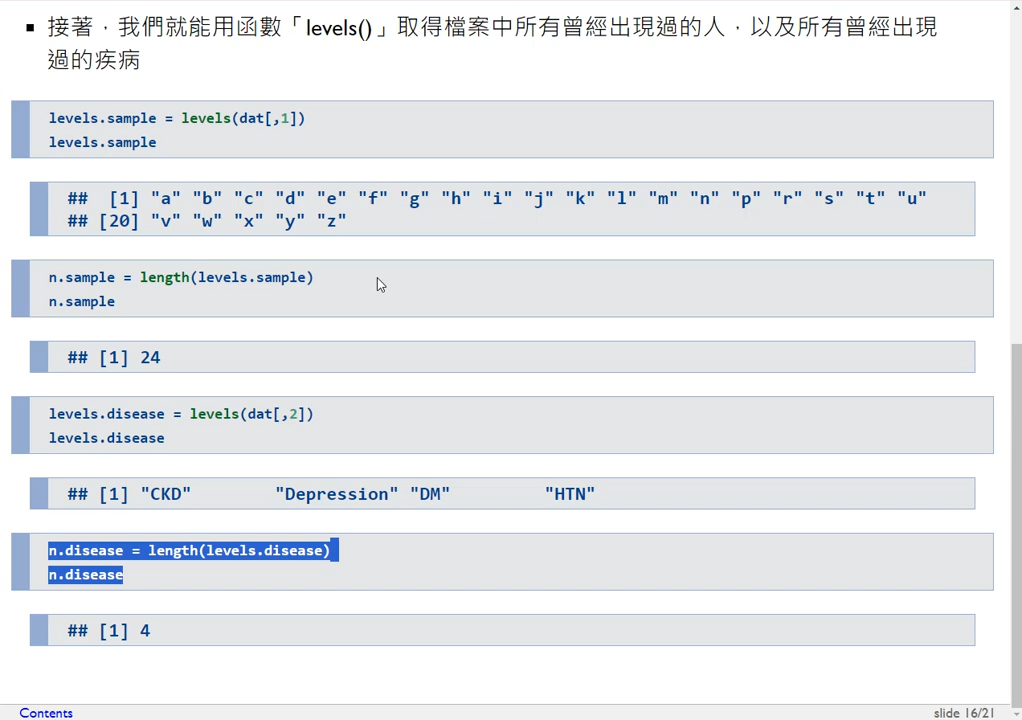 ▪ 接著，我們就能用函數「levels()」取得檔案中所有曾經出現過的人，以及所有曾經出現
過的疾病
levels.sample = levels(dat[,1])
levels.sample
##  [1] "a" "b" "c" "d" "e" "f" "g" "h" "i" "j" "k" "l" "m" "n" "p" "r" "s" "t" "u"
## [20] "v" "w" "x" "y" "z"
n.sample = length(levels.sample)
n.sample
## [1] 24
levels.disease = levels(dat[,2])
levels.disease
## [1] "CKD"        "Depression" "DM"         "HTN"
n.disease = length(levels.disease)
n.disease
## [1] 4
Contents
slide 16/21